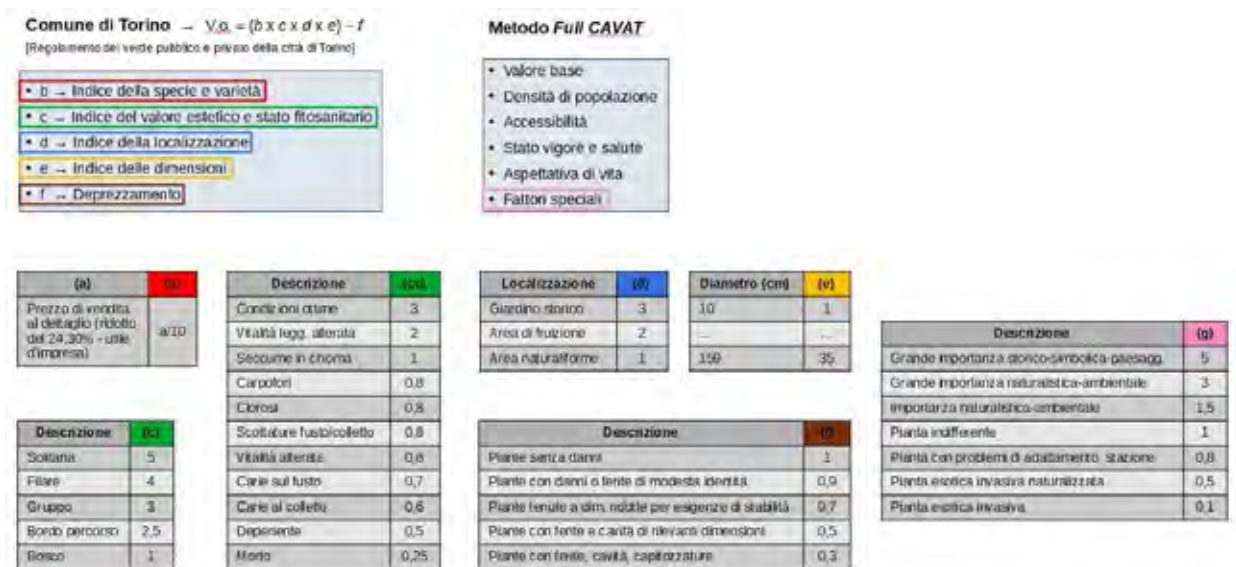 Comune di Torino → V.o. = (b x c x d x e) – f
[Regolamento del verde pubblico e privato della città di Torino]
• b → Indice della specie e varietà
• c → Indice del valore estetico e stato fitosanitario
• d → Indice della localizzazione
• e → Indice delle dimensioni
• f → Deprezzamento
Metodo Full CAVAT
• Valore base
• Densità di popolazione
• Accessibilità
• Stato vigore e salute
• Aspettativa di vita
• Fattori speciali
(a)
Prezzo di vendita
al dettaglio (ridotto
del 24,30% - utile
d'impresa)
a/10
Descrizione (c)
Solitaria 5
Filare 4
Gruppo 3
Bordo percorso 2,5
Bosco 1
Descrizione
Condizioni ottime 3
Vitalità legg. alterata 2
Seccume in chioma 1
Carpofori 0,8
Clorosi 0,8
Scottature fusto/colletto 0,8
Vitalità alterata 0,8
Carie sul fusto 0,7
Carie al colletto 0,6
Deperiente 0,5
Morto 0,25
Localizzazione (d)
Giardino storico 3
Area di fruizione 2
Area naturaliforme 1
Diametro (cm) (e)
10 1
... ...
159 35
Descrizione (f)
Piante senza danni 1
Piante con danni o ferite di modesta identità 0,9
Piante tenute a dim. ridotte per esigenze di stabilità 0,7
Piante con ferite e cavità di rilevanti dimensioni 0,5
Piante con ferite, cavità, capitozzature 0,3
Descrizione (g)
Grande importanza storico-simbolica-paesagg. 5
Grande importanza naturalistica-ambientale 3
Importanza naturalistica-ambientale 1,5
Pianta indifferente 1
Pianta con problemi di adattamento stazione 0,8
Pianta esotica invasiva naturalizzata 0,5
Pianta esotica invasiva 0,1